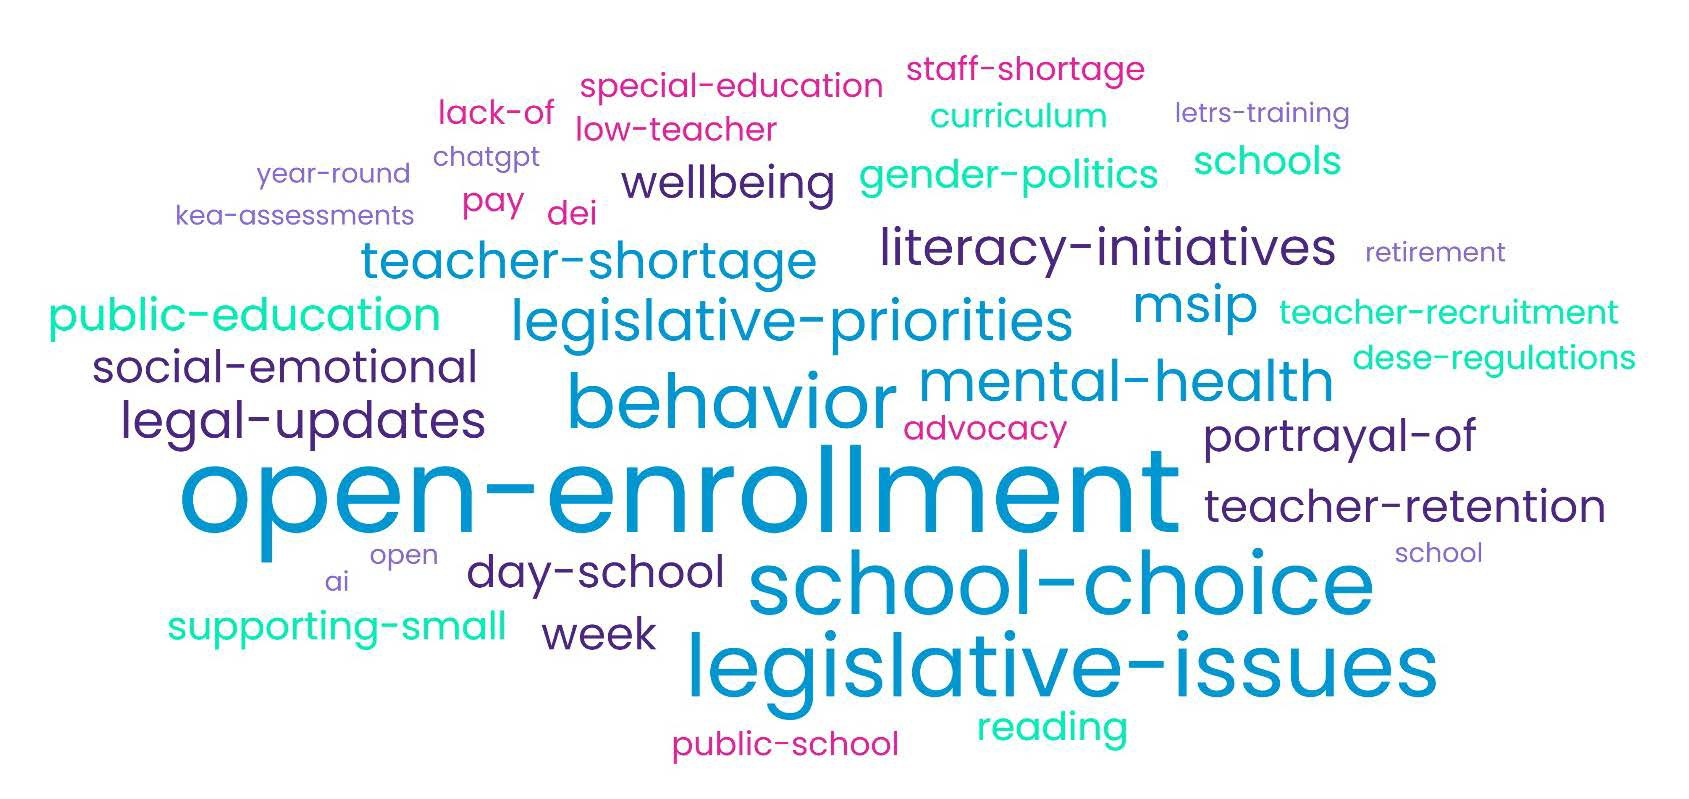 staff-shortage
special-education
lack-of
low-teacher
curriculum
letrs-training
year-round
chatgpt
wellbeing
gender-politics
schools
kea-assessments
pay
dei
teacher-shortage
literacy-initiatives
retirement
public-education
legislative-priorities
msip
teacher-recruitment
social-emotional
behavior
mental-health
dese-regulations
legal-updates
advocacy
portrayal-of
open-enrollment
teacher-retention
open
ai
day-school
school-choice
school
supporting-small
week
legislative-issues
public-school
reading